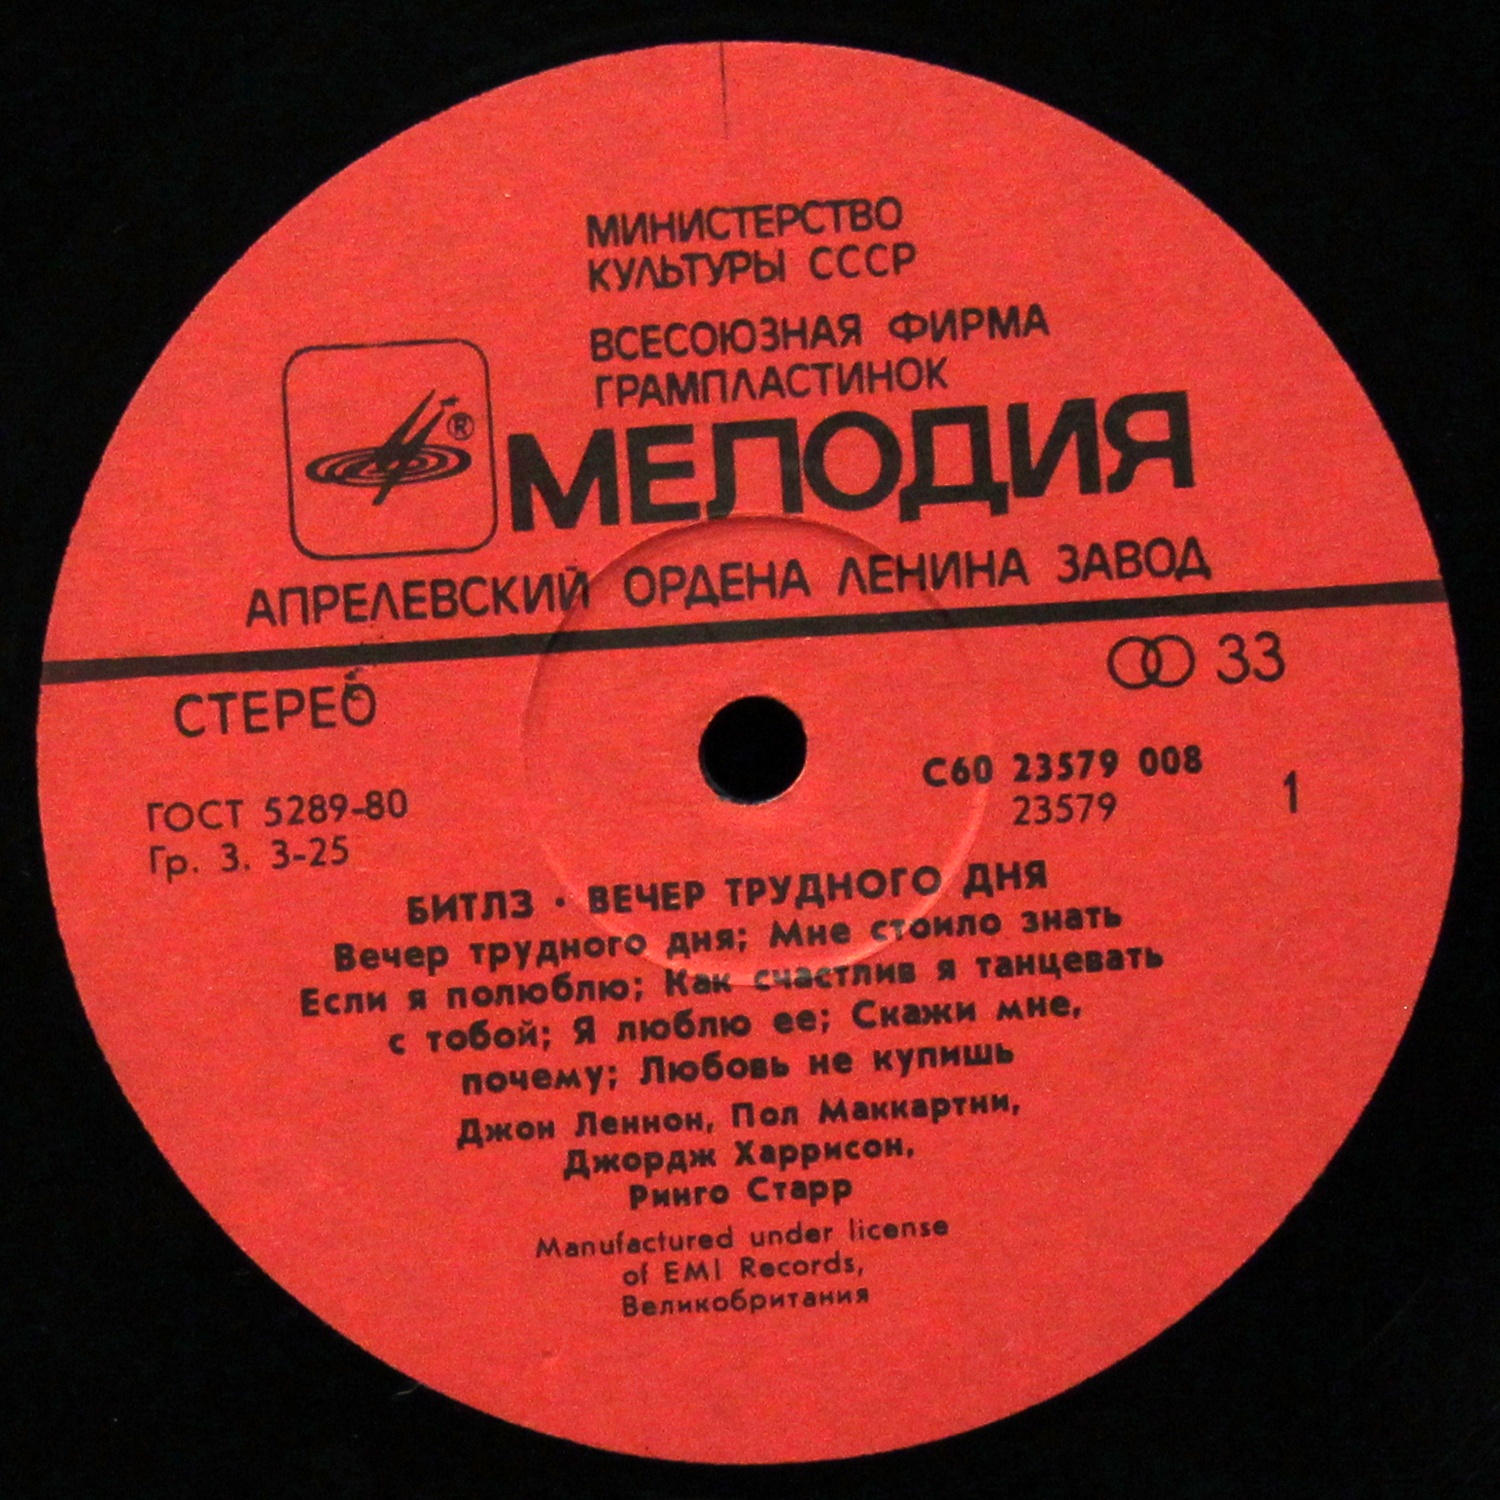 МИНИСТЕРСТВО
КУЛЬТУРЫ СССР
ВСЕСОЮЗНАЯ ФИРМА
ГРАМПЛАСТИНОК
®
МЕЛОДИЯ
АПРЕЛЕВСКИЙ ОРДЕНА ЛЕНИНА ЗАВОД
СТЕРЕО
33
ГОСТ 5289-80
Гр. 3. 3-25
С60 23579 008
23579
1
БИТЛЗ · ВЕЧЕР ТРУДНОГО ДНЯ
Вечер трудного дня; Мне стоило знать
Если я полюблю; Как счастлив я танцевать
с тобой; Я люблю ее; Скажи мне,
почему; Любовь не купишь
Джон Леннон, Пол Маккартни,
Джордж Харрисон,
Ринго Старр
Manufactured under license
of EMI Records,
Великобритания